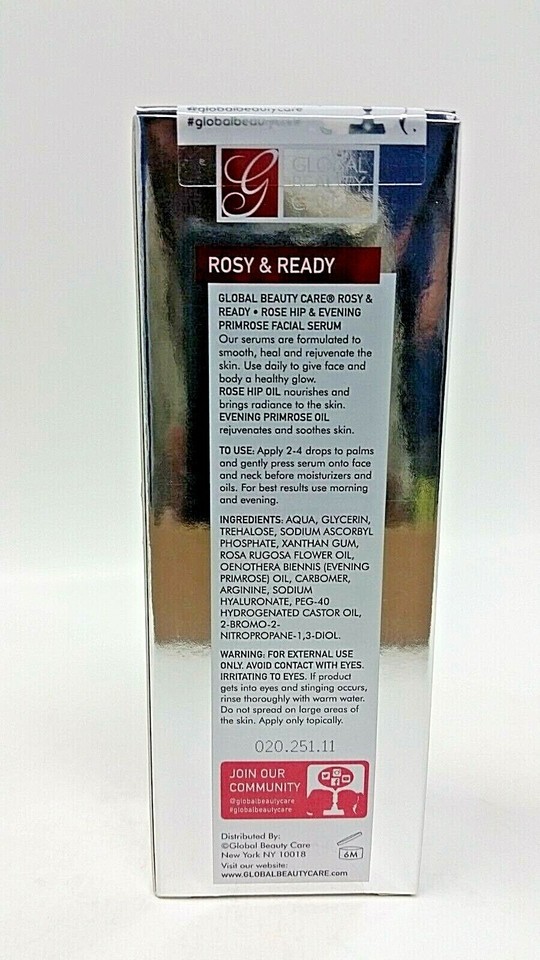 #globalbeautycare
G GLOBAL
BEAUTY
CARE
ROSY & READY
GLOBAL BEAUTY CARE® ROSY &
READY • ROSE HIP & EVENING
PRIMROSE FACIAL SERUM
Our serums are formulated to
smooth, heal and rejuvenate the
skin. Use daily to give face and
body a healthy glow.
ROSE HIP OIL nourishes and
brings radiance to the skin.
EVENING PRIMROSE OIL
rejuvenates and soothes skin.
TO USE: Apply 2-4 drops to palms
and gently press serum onto face
and neck before moisturizers and
oils. For best results use morning
and evening.
INGREDIENTS: AQUA, GLYCERIN,
TREHALOSE, SODIUM ASCORBYL
PHOSPHATE, XANTHAN GUM,
ROSA RUGOSA FLOWER OIL,
OENOTHERA BIENNIS (EVENING
PRIMROSE) OIL, CARBOMER,
ARGININE, SODIUM
HYALURONATE, PEG-40
HYDROGENATED CASTOR OIL,
2-BROMO-2-
NITROPROPANE-1,3-DIOL.
WARNING: FOR EXTERNAL USE
ONLY. AVOID CONTACT WITH EYES.
IRRITATING TO EYES. If product
gets into eyes and stinging occurs,
rinse thoroughly with warm water.
Do not spread on large areas of
the skin. Apply only topically.
020.251.11
JOIN OUR
COMMUNITY
@globalbeautycare
#globalbeautycare
Distributed By:
©Global Beauty Care
New York NY 10018
6M
Visit our website:
www.GLOBALBEAUTYCARE.com